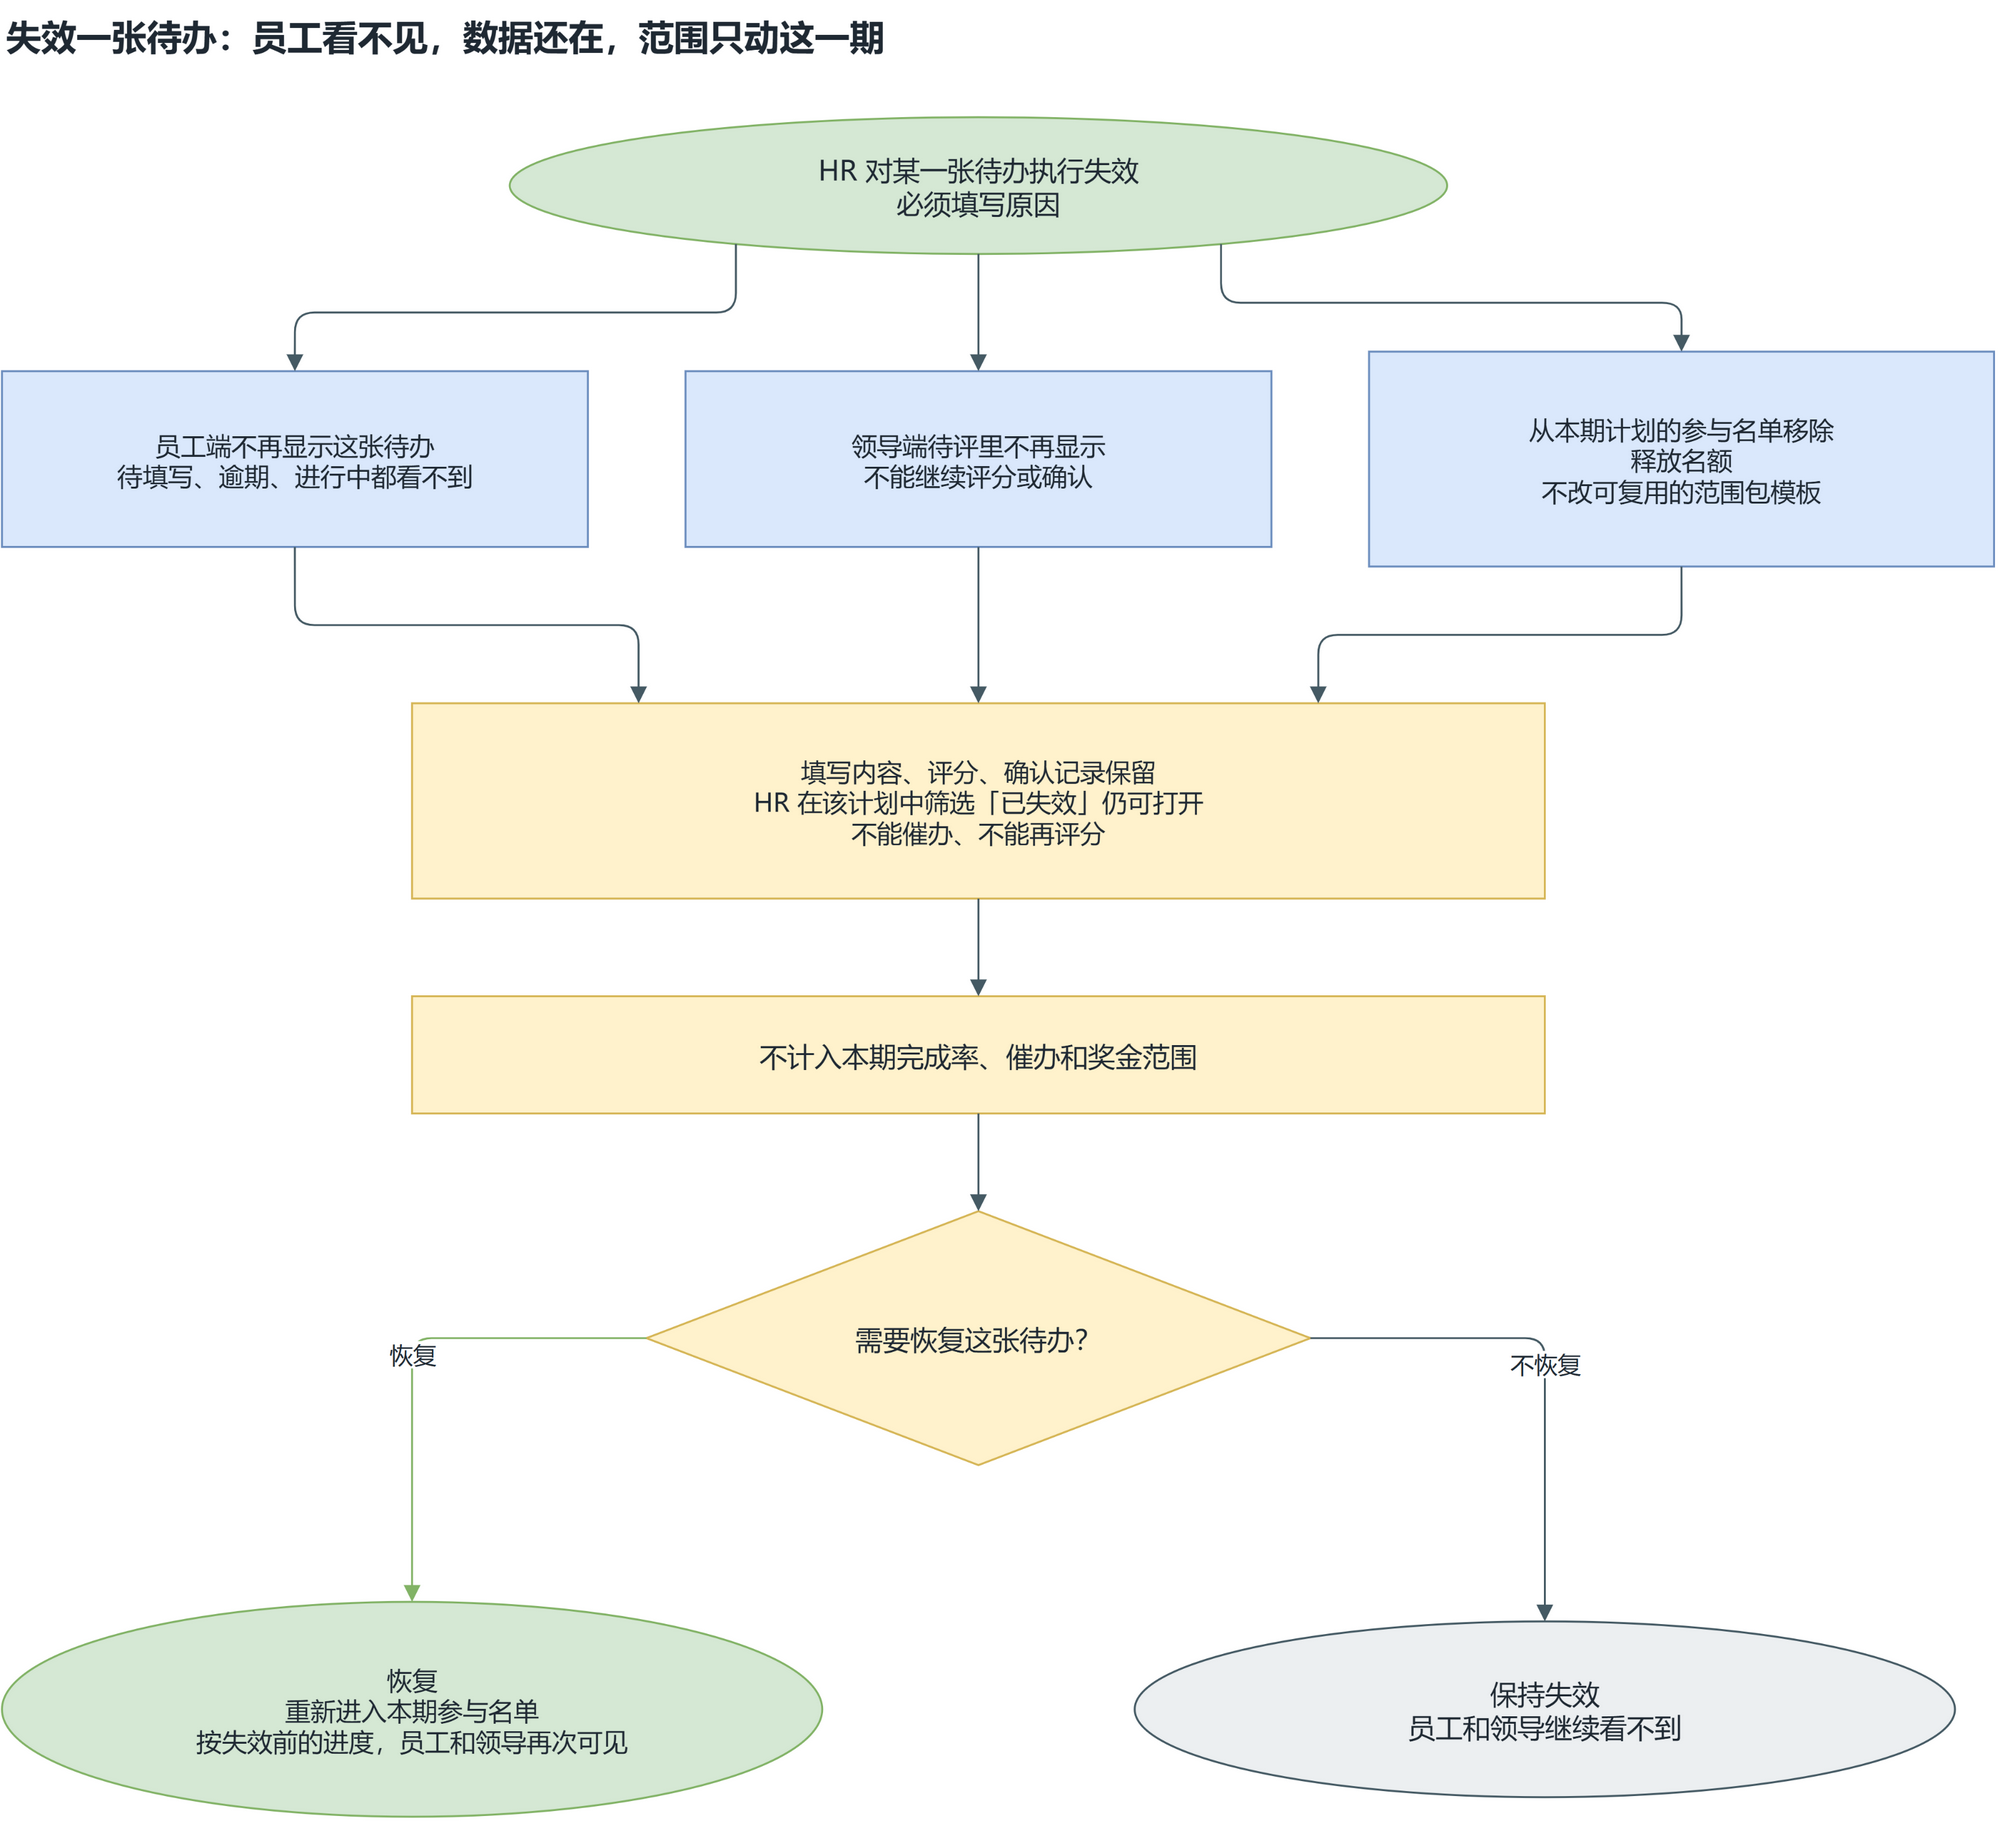 失效一张待办：员工看不见，数据还在，范围只动这一期
HR 对某一张待办执行失效
必须填写原因
员工端不再显示这张待办
待填写、逾期、进行中都看不到
领导端待评里不再显示
不能继续评分或确认
从本期计划的参与名单移除
释放名额
不改可复用的范围包模板
填写内容、评分、确认记录保留
HR 在该计划中筛选「已失效」仍可打开
不能催办、不能再评分
不计入本期完成率、催办和奖金范围
需要恢复这张待办？
恢复
不恢复
恢复
重新进入本期参与名单
按失效前的进度，员工和领导再次可见
保持失效
员工和领导继续看不到